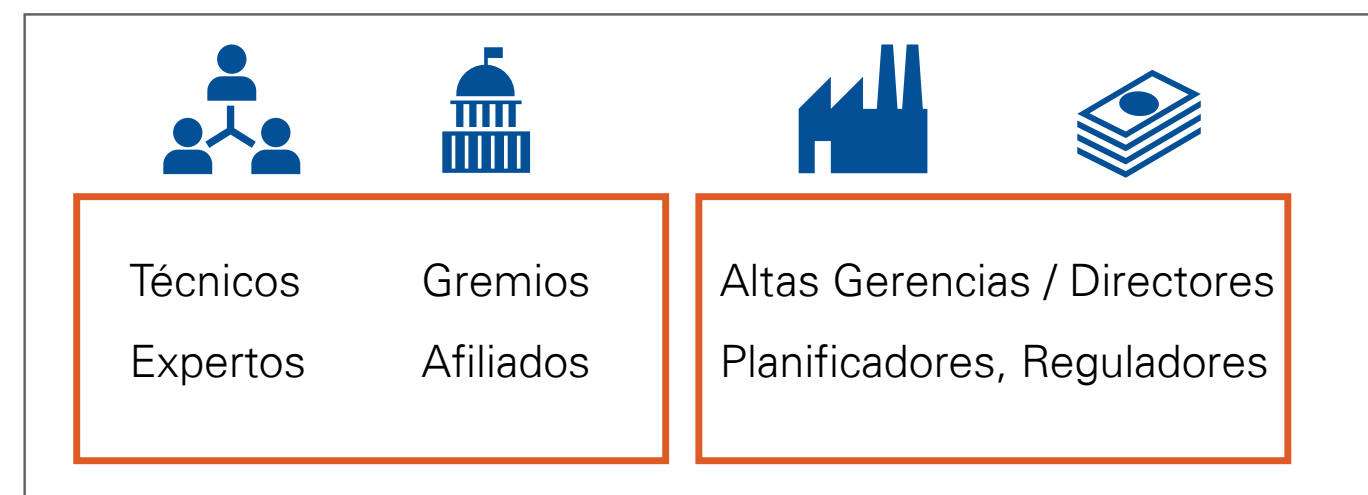 Técnicos Gremios
Expertos Afiliados
Altas Gerencias / Directores
Planificadores, Reguladores